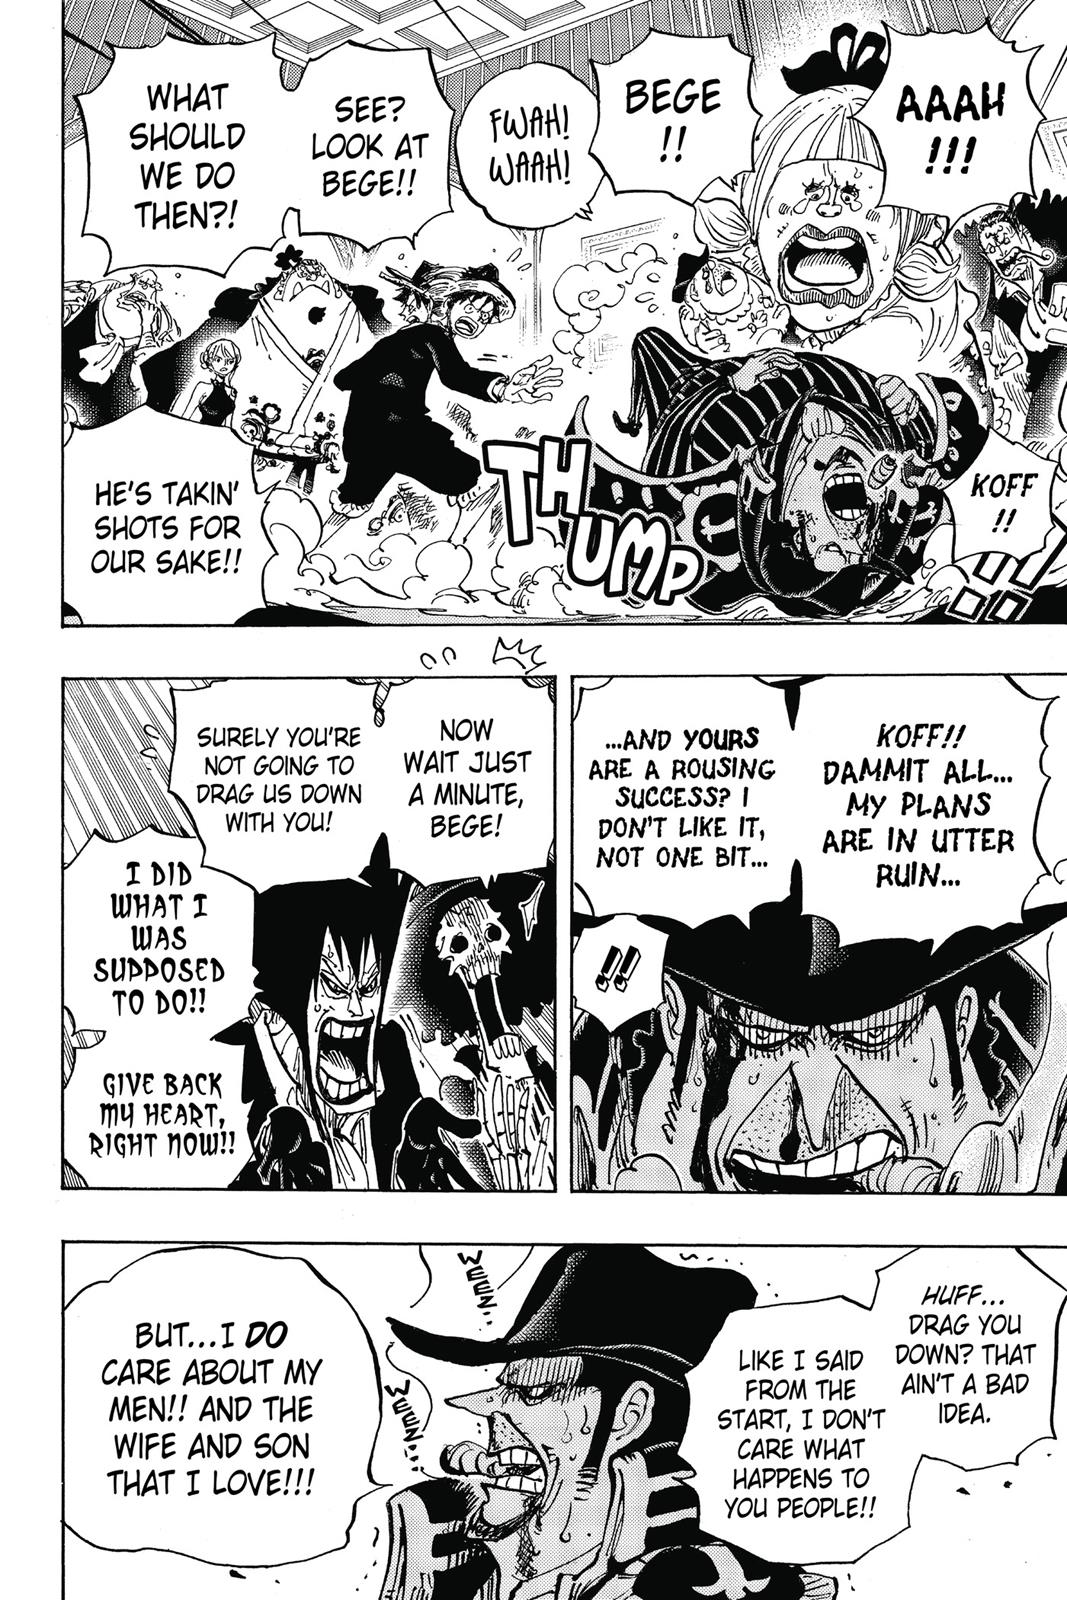 AAAH
!!!
BEGE
!!
FWAH!
WAAH!
SEE?
LOOK AT
BEGE!!
WHAT
SHOULD
WE DO
THEN?!
KOFF
!!
THUMP
!!
HE'S TAKIN'
SHOTS FOR
OUR SAKE!!
KOFF!!
DAMMIT ALL...
MY PLANS
ARE IN UTTER
RUIN...
...AND YOURS
ARE A ROUSING
SUCCESS? I
DON'T LIKE IT,
NOT ONE BIT...
!!
NOW
WAIT JUST
A MINUTE,
BEGE!
SURELY YOU'RE
NOT GOING TO
DRAG US DOWN
WITH YOU!
I DID
WHAT I
WAS
SUPPOSED
TO DO!!
GIVE BACK
MY HEART,
RIGHT NOW!!
HUFF...
DRAG YOU
DOWN? THAT
AIN'T A BAD
IDEA.
LIKE I SAID
FROM THE
START, I DON'T
CARE WHAT
HAPPENS TO
YOU PEOPLE!!
WEEZ..
WEEZ..
BUT...I DO
CARE ABOUT MY
MEN!! AND THE
WIFE AND SON
THAT I LOVE!!!